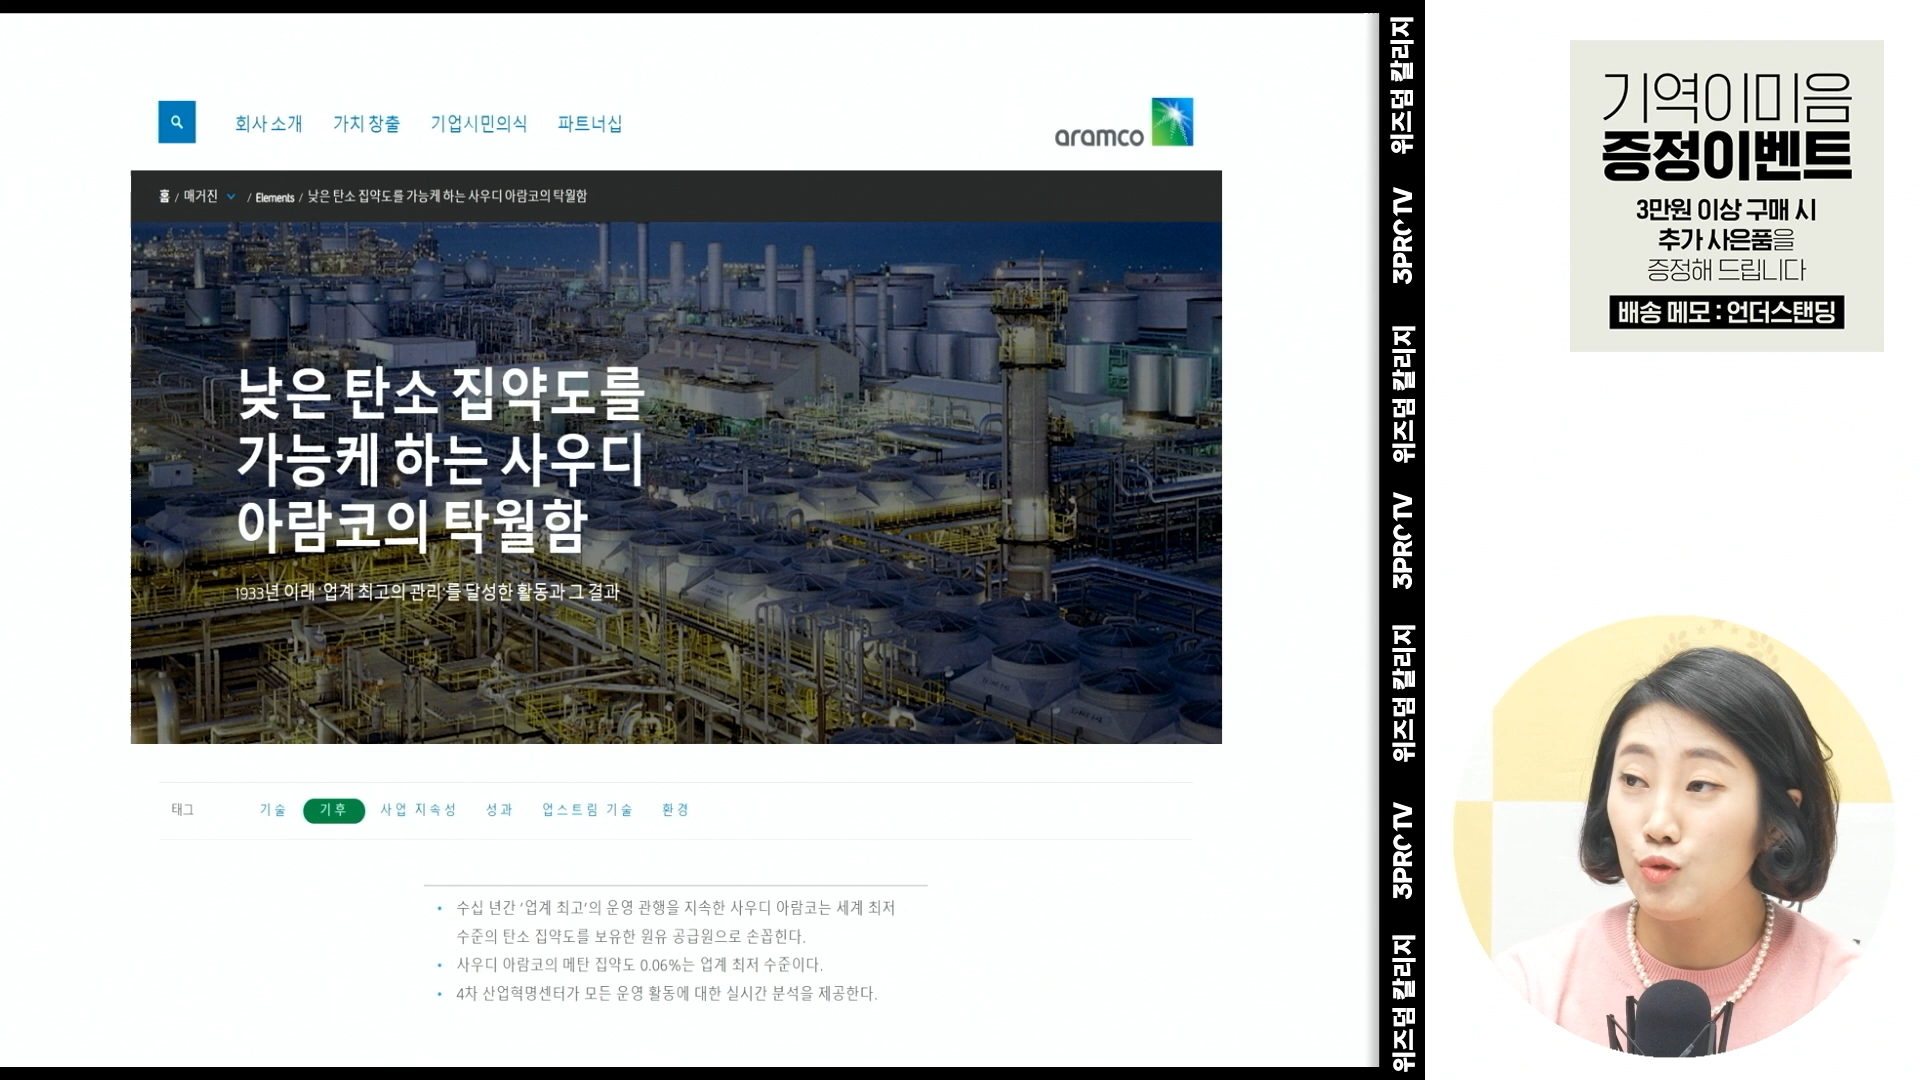 회사 소개 가치 창출 기업시민의식 파트너십
aramco
홈 / 매거진 / Elements / 낮은 탄소 집약도를 가능케 하는 사우디 아람코의 탁월함
낮은 탄소 집약도를
가능케 하는 사우디
아람코의 탁월함
1933년 이래 '업계 최고의 관리'를 달성한 활동과 그 결과
태그 기술 기후 사업 지속성 성과 업스트림 기술 환경
• 수십 년간 '업계 최고'의 운영 관행을 지속한 사우디 아람코는 세계 최저
수준의 탄소 집약도를 보유한 원유 공급원으로 손꼽힌다.
• 사우디 아람코의 메탄 집약도 0.06%는 업계 최저 수준이다.
• 4차 산업혁명센터가 모든 운영 활동에 대한 실시간 분석을 제공한다.
위즈덤 칼리지
3PROTV
위즈덤 칼리지
3PROTV
위즈덤 칼리지
3PROTV
위즈덤 칼리지
기역이미음
증정이벤트
3만원 이상 구매 시
추가 사은품을
증정해 드립니다
배송 메모 : 언더스탠딩